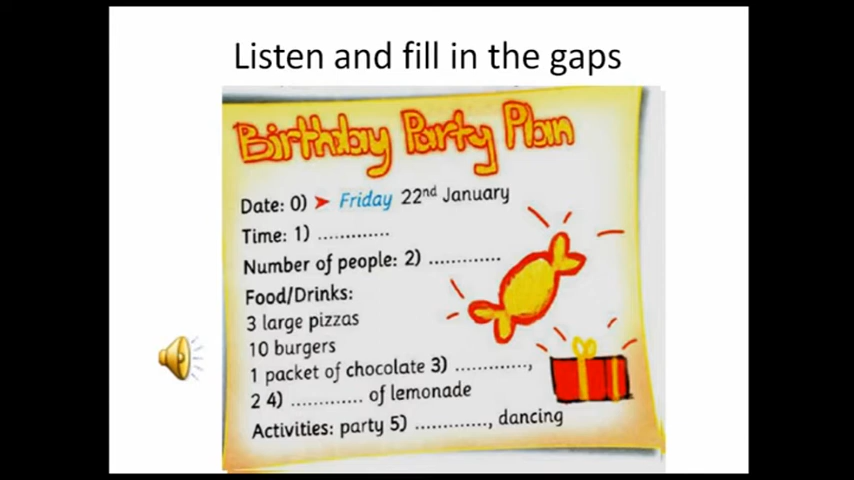 Listen and fill in the gaps
Birthday Party Plan
Date: 0) ➤ Friday 22nd January
Time: 1) .............
Number of people: 2) .............
Food/Drinks:
3 large pizzas
10 burgers
1 packet of chocolate 3) .............,
2 4) ............. of lemonade
Activities: party 5) ............., dancing